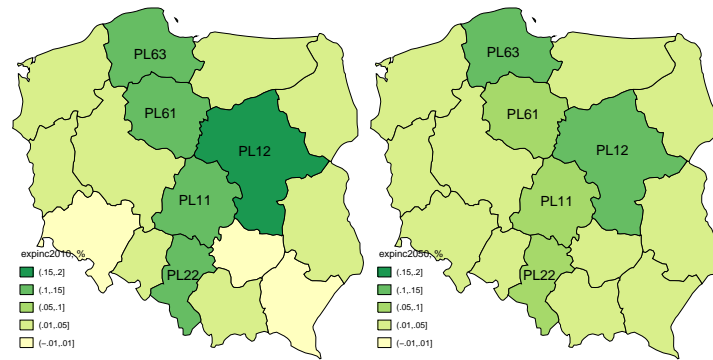 PL63
PL61
PL12
PL11
PL22
expinc2010, %
(.15,.2]
(.1,.15]
(.05,.1]
(.01,.05]
(−.01,.01]
PL63
PL61
PL12
PL11
PL22
expinc2050, %
(.15,.2]
(.1,.15]
(.05,.1]
(.01,.05]
(−.01,.01]